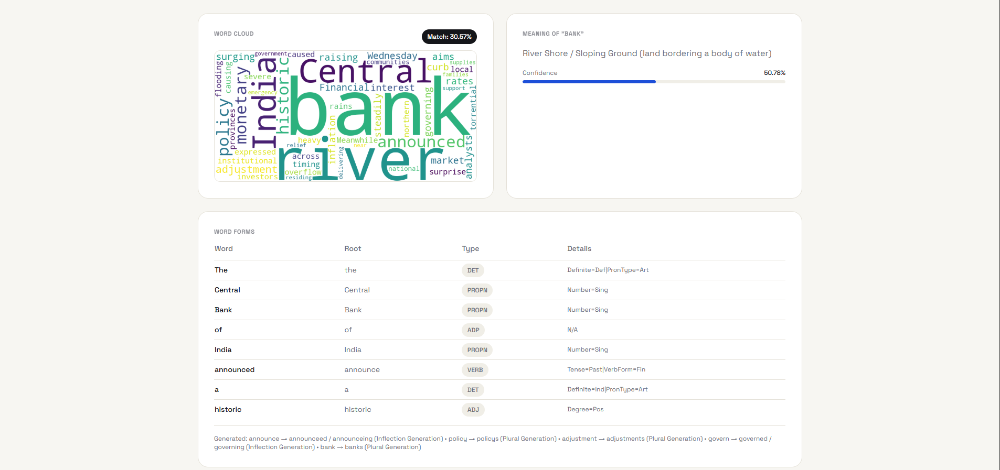 WORD CLOUD
Match: 30.57%
surging
government
caused
raising
Wednesday
aims
communities
supplies
Central
curb
local
families
flooding
causing
monetary
India
historic
severe
rates
Financial
interest
support
emergency
bank
torrential
policy
provinces
rains
steadily
northern
governing
inflation
heavy
Meanwhile
announced
relief
near
analysts
expressed
river
across
delivering
market
institutional
timing
adjustment
overflow
national
surprise
investors
residing
MEANING OF "BANK"
River Shore / Sloping Ground (land bordering a body of water)
Confidence 50.78%
WORD FORMS
Word Root Type Details
The the DET Definite=Def|PronType=Art
Central Central PROPN Number=Sing
Bank Bank PROPN Number=Sing
of of ADP N/A
India India PROPN Number=Sing
announced announce VERB Tense=Past|VerbForm=Fin
a a DET Definite=Ind|PronType=Art
historic historic ADJ Degree=Pos
Generated: announce → announceed / announceing (Inflection Generation) • policy → policys (Plural Generation) • adjustment → adjustments (Plural Generation) • govern → governed /
governing (Inflection Generation) • bank → banks (Plural Generation)